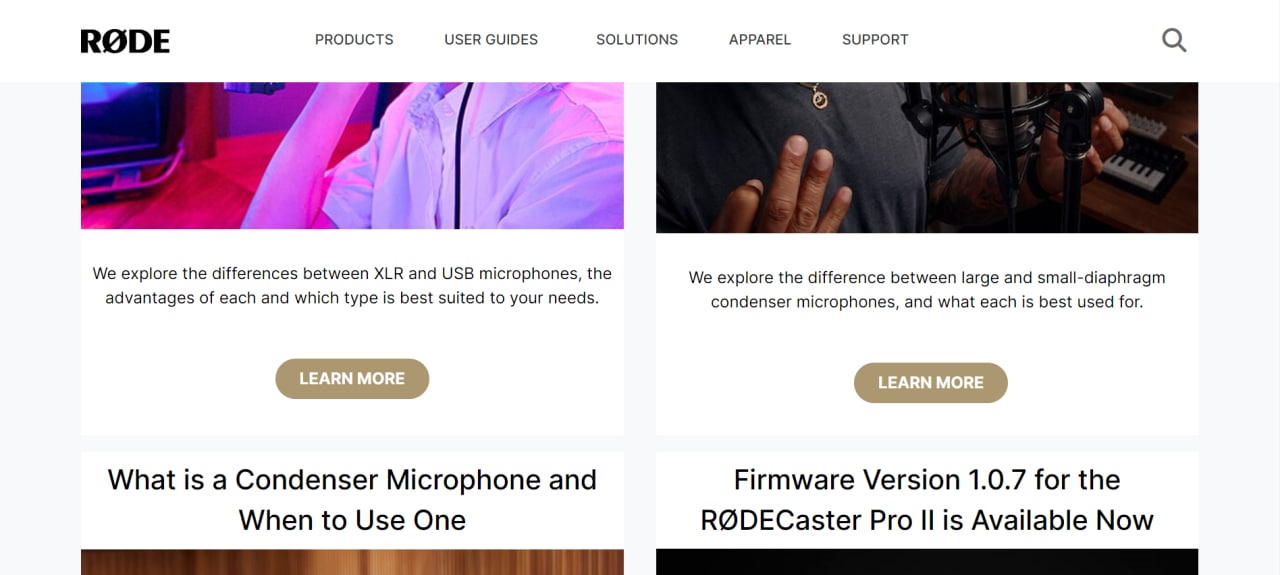 RØDE
PRODUCTS
USER GUIDES
SOLUTIONS
APPAREL
SUPPORT
We explore the differences between XLR and USB microphones, the
advantages of each and which type is best suited to your needs.
LEARN MORE
We explore the difference between large and small-diaphragm
condenser microphones, and what each is best used for.
LEARN MORE
What is a Condenser Microphone and
When to Use One
Firmware Version 1.0.7 for the
RØDECaster Pro II is Available Now